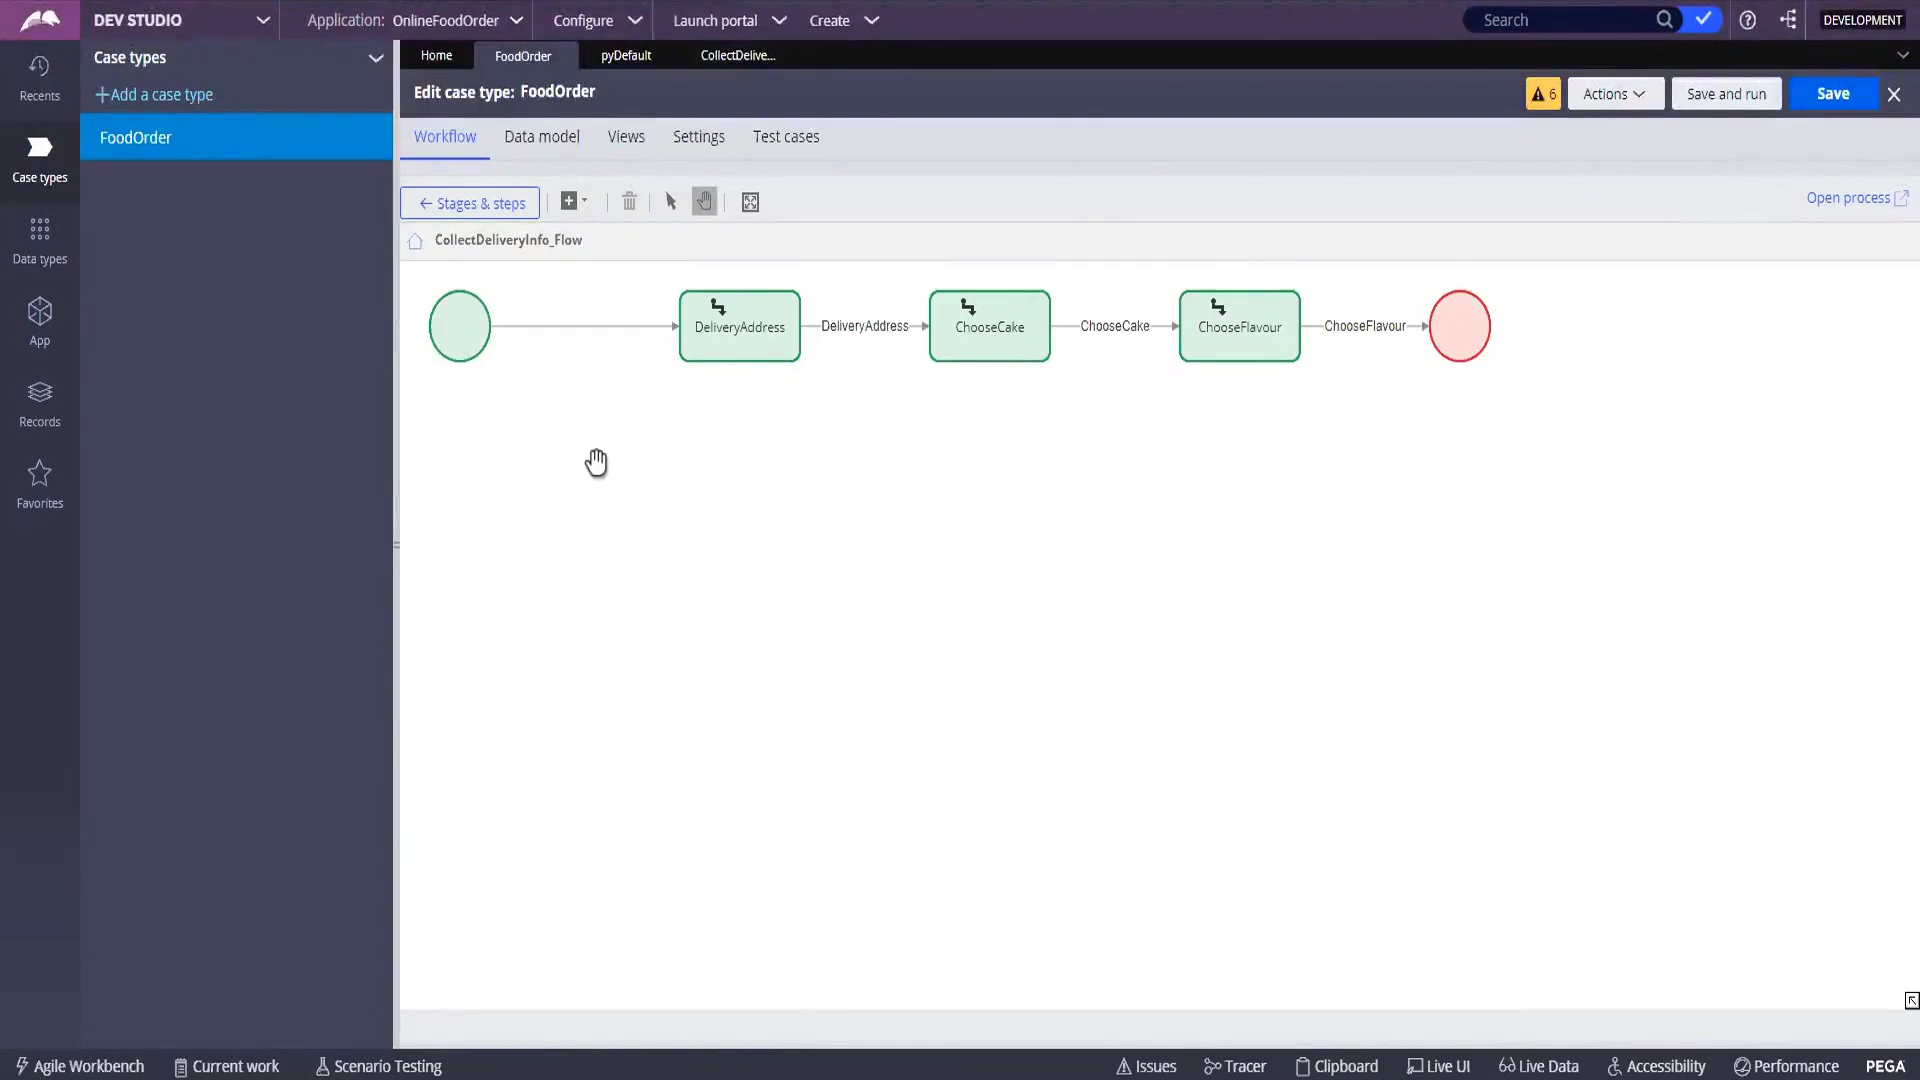 DEV STUDIO
Application: OnlineFoodOrder
Configure
Launch portal
Create
Search
DEVELOPMENT
Recents
Case types
Data types
App
Records
Favorites
Case types
Add a case type
FoodOrder
Home
FoodOrder
pyDefault
CollectDelive...
Edit case type: FoodOrder
6
Actions
Save and run
Save
Workflow
Data model
Views
Settings
Test cases
Stages & steps
Open process
CollectDeliveryInfo_Flow
DeliveryAddress
DeliveryAddress
ChooseCake
ChooseCake
ChooseFlavour
ChooseFlavour
Agile Workbench
Current work
Scenario Testing
Issues
Tracer
Clipboard
Live UI
Live Data
Accessibility
Performance
PEGA